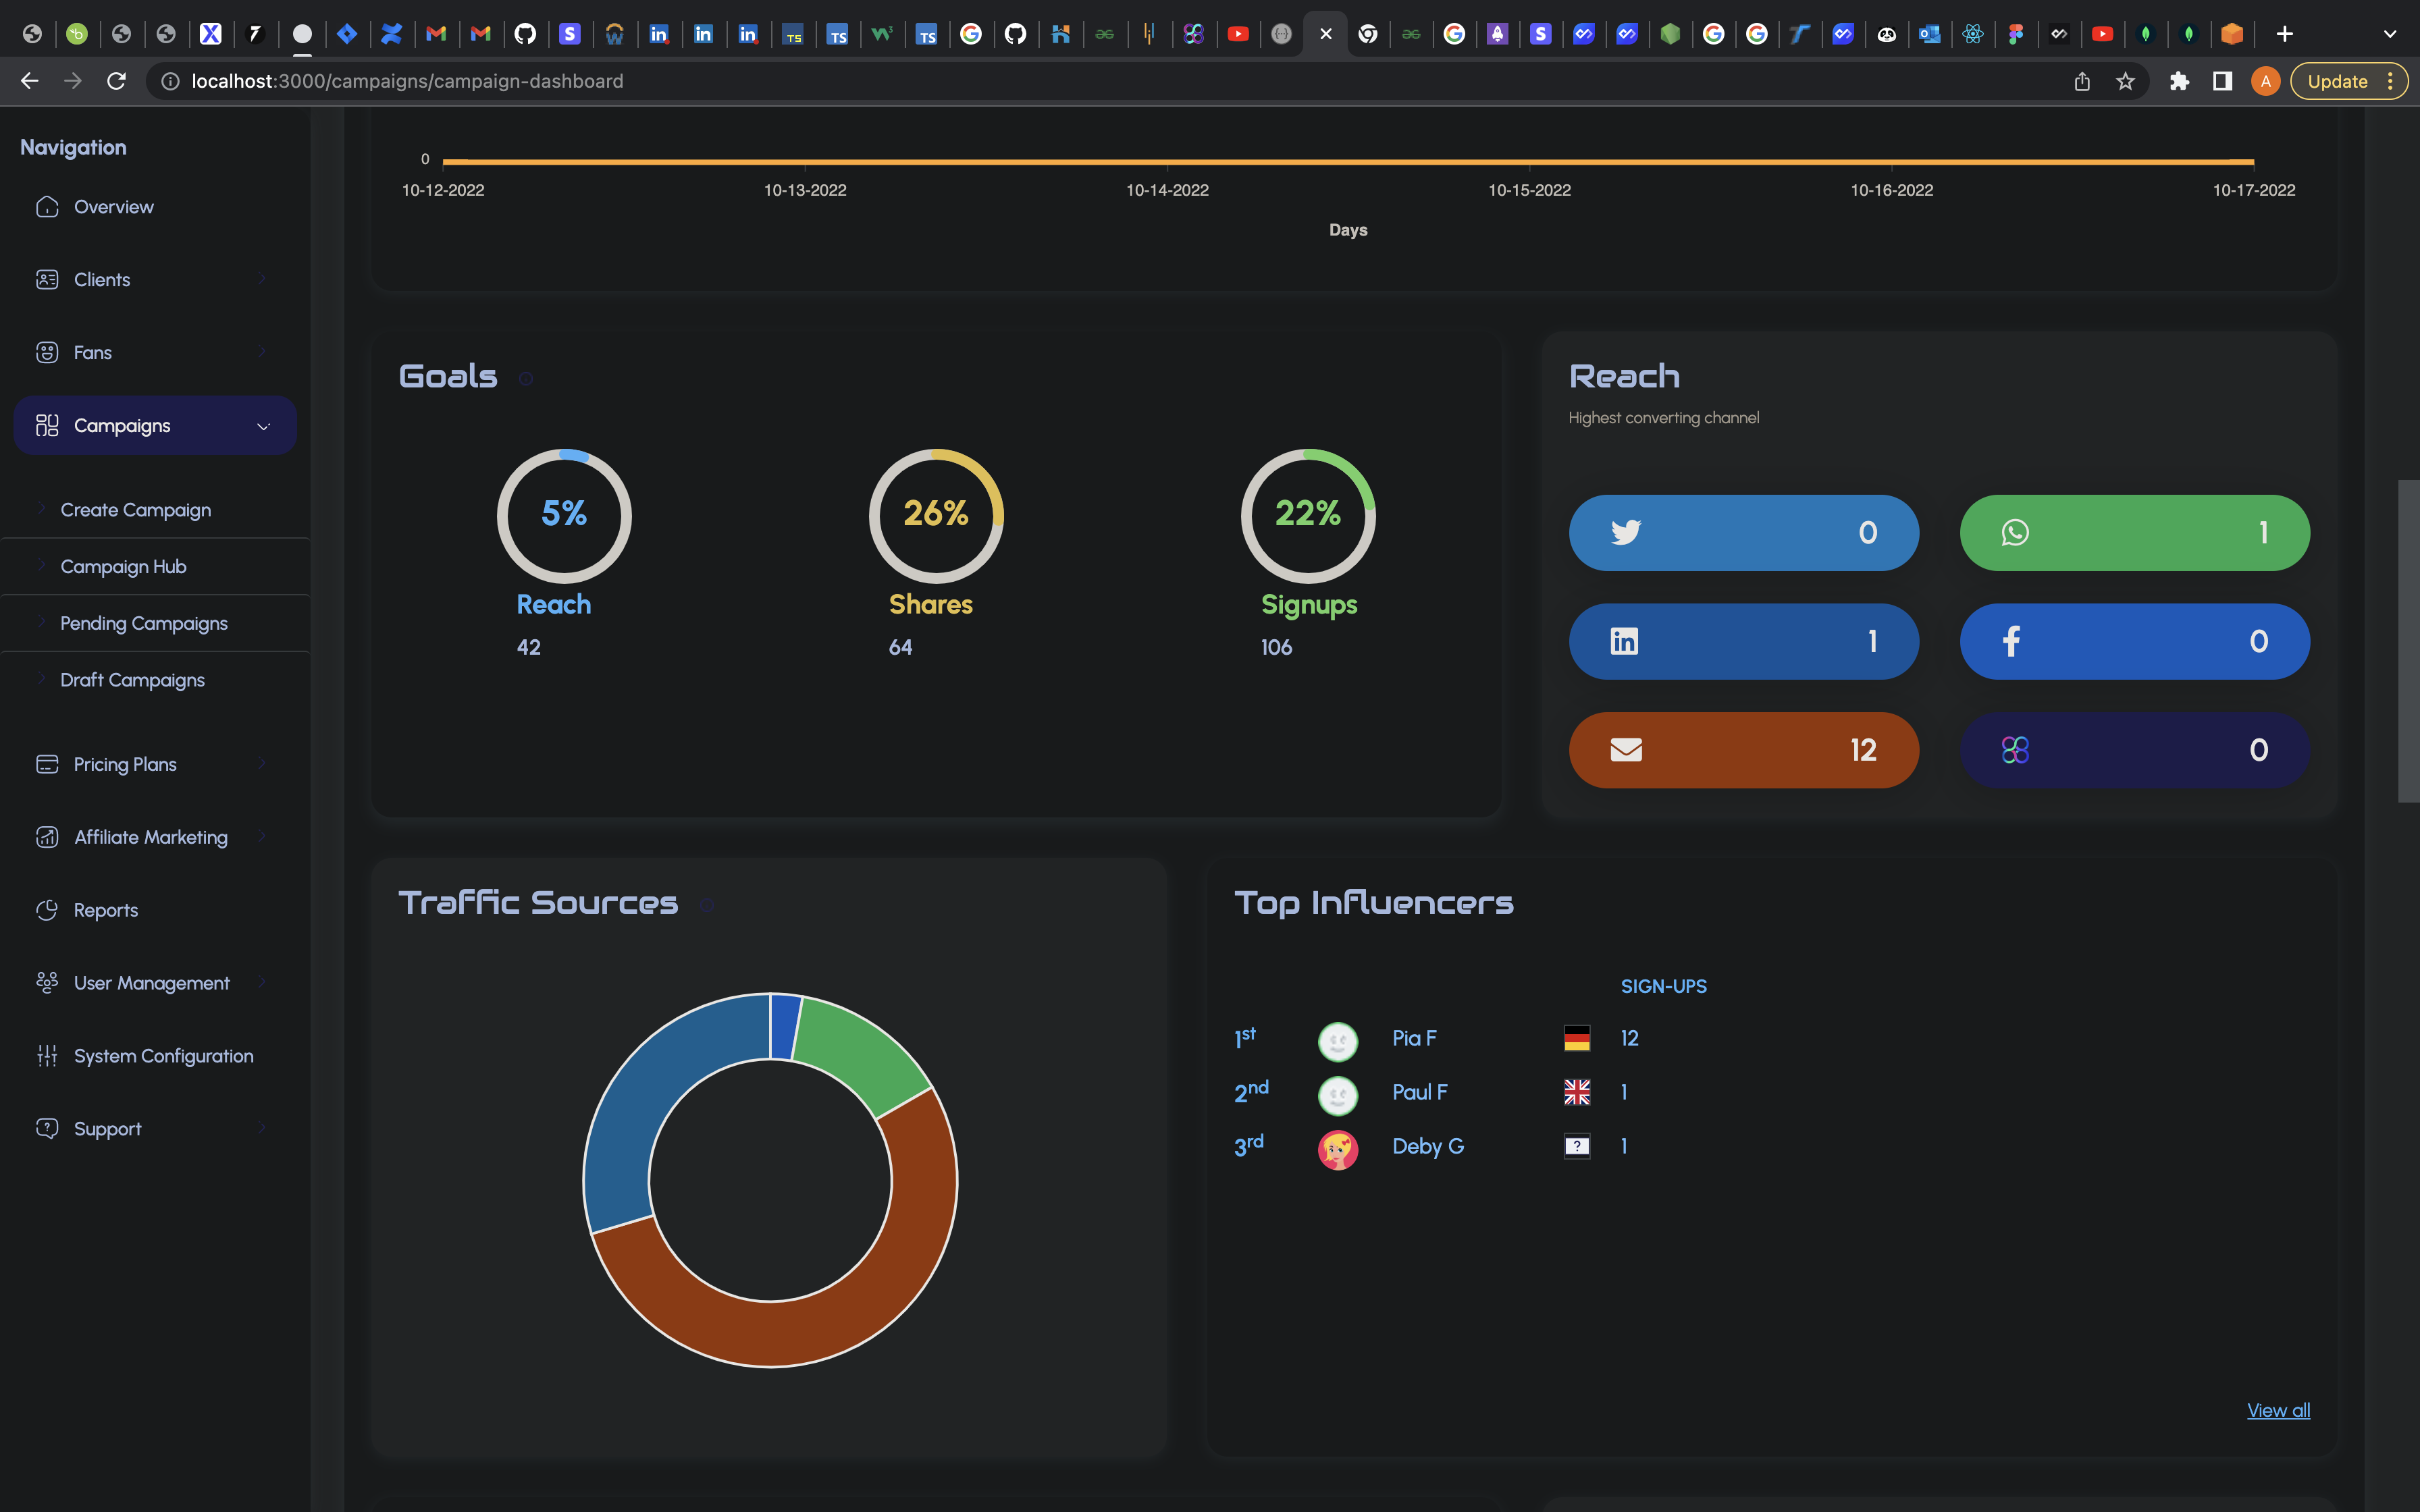 localhost:3000/campaigns/campaign-dashboard
A
Update
Navigation
Overview
Clients
Fans
Campaigns
Create Campaign
Campaign Hub
Pending Campaigns
Draft Campaigns
Pricing Plans
Affiliate Marketing
Reports
User Management
System Configuration
Support
0
10-12-2022 10-13-2022 10-14-2022 10-15-2022 10-16-2022 10-17-2022
Days
Goals
5% 26% 22%
Reach Shares Signups
42 64 106
Reach
Highest converting channel
0 1
in 1 f 0
12 0
Traffic Sources
Top Influencers
SIGN-UPS
1st Pia F 12
2nd Paul F 1
3rd Deby G ? 1
View all